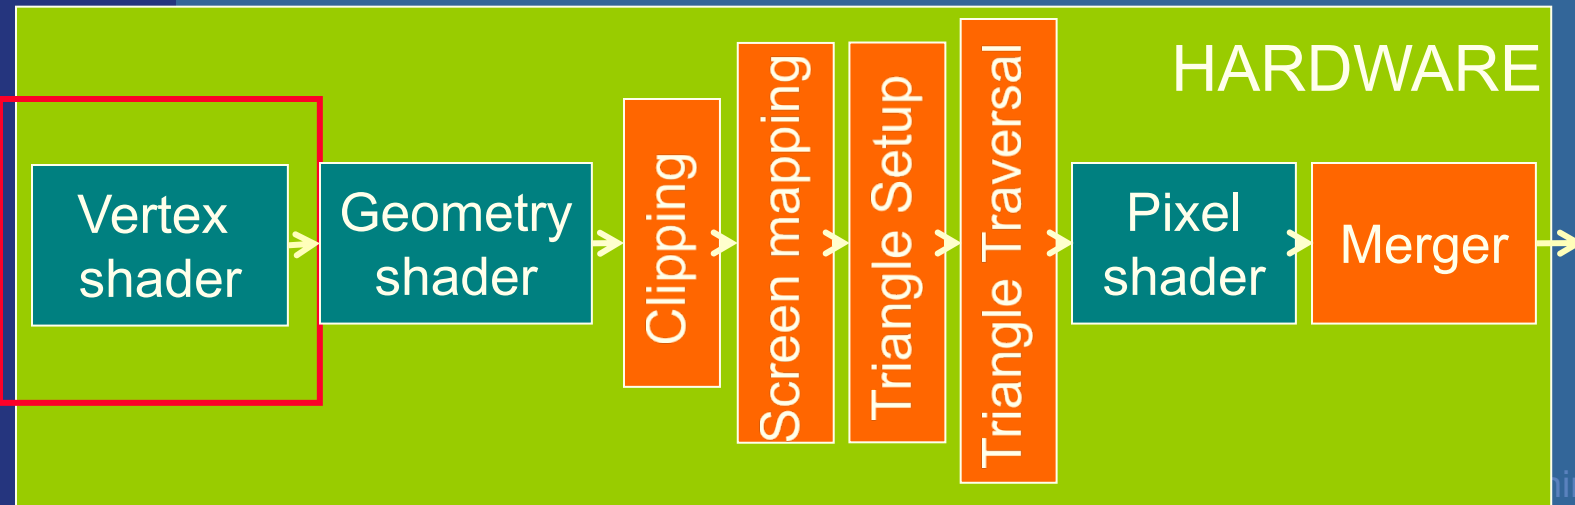 HARDWARE
Vertex
shader
Geometry
shader
Clipping
Screen mapping
Triangle Setup
Triangle Traversal
Pixel
shader
Merger